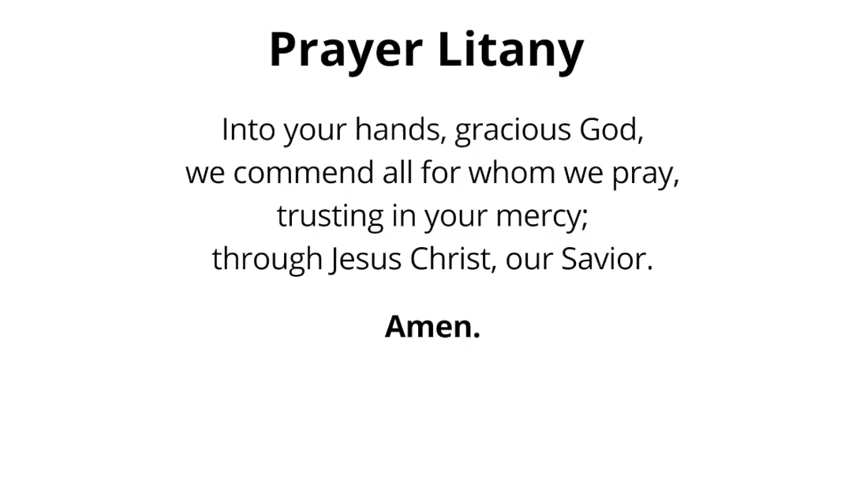 Prayer Litany
Into your hands, gracious God,
we commend all for whom we pray,
trusting in your mercy;
through Jesus Christ, our Savior.
Amen.